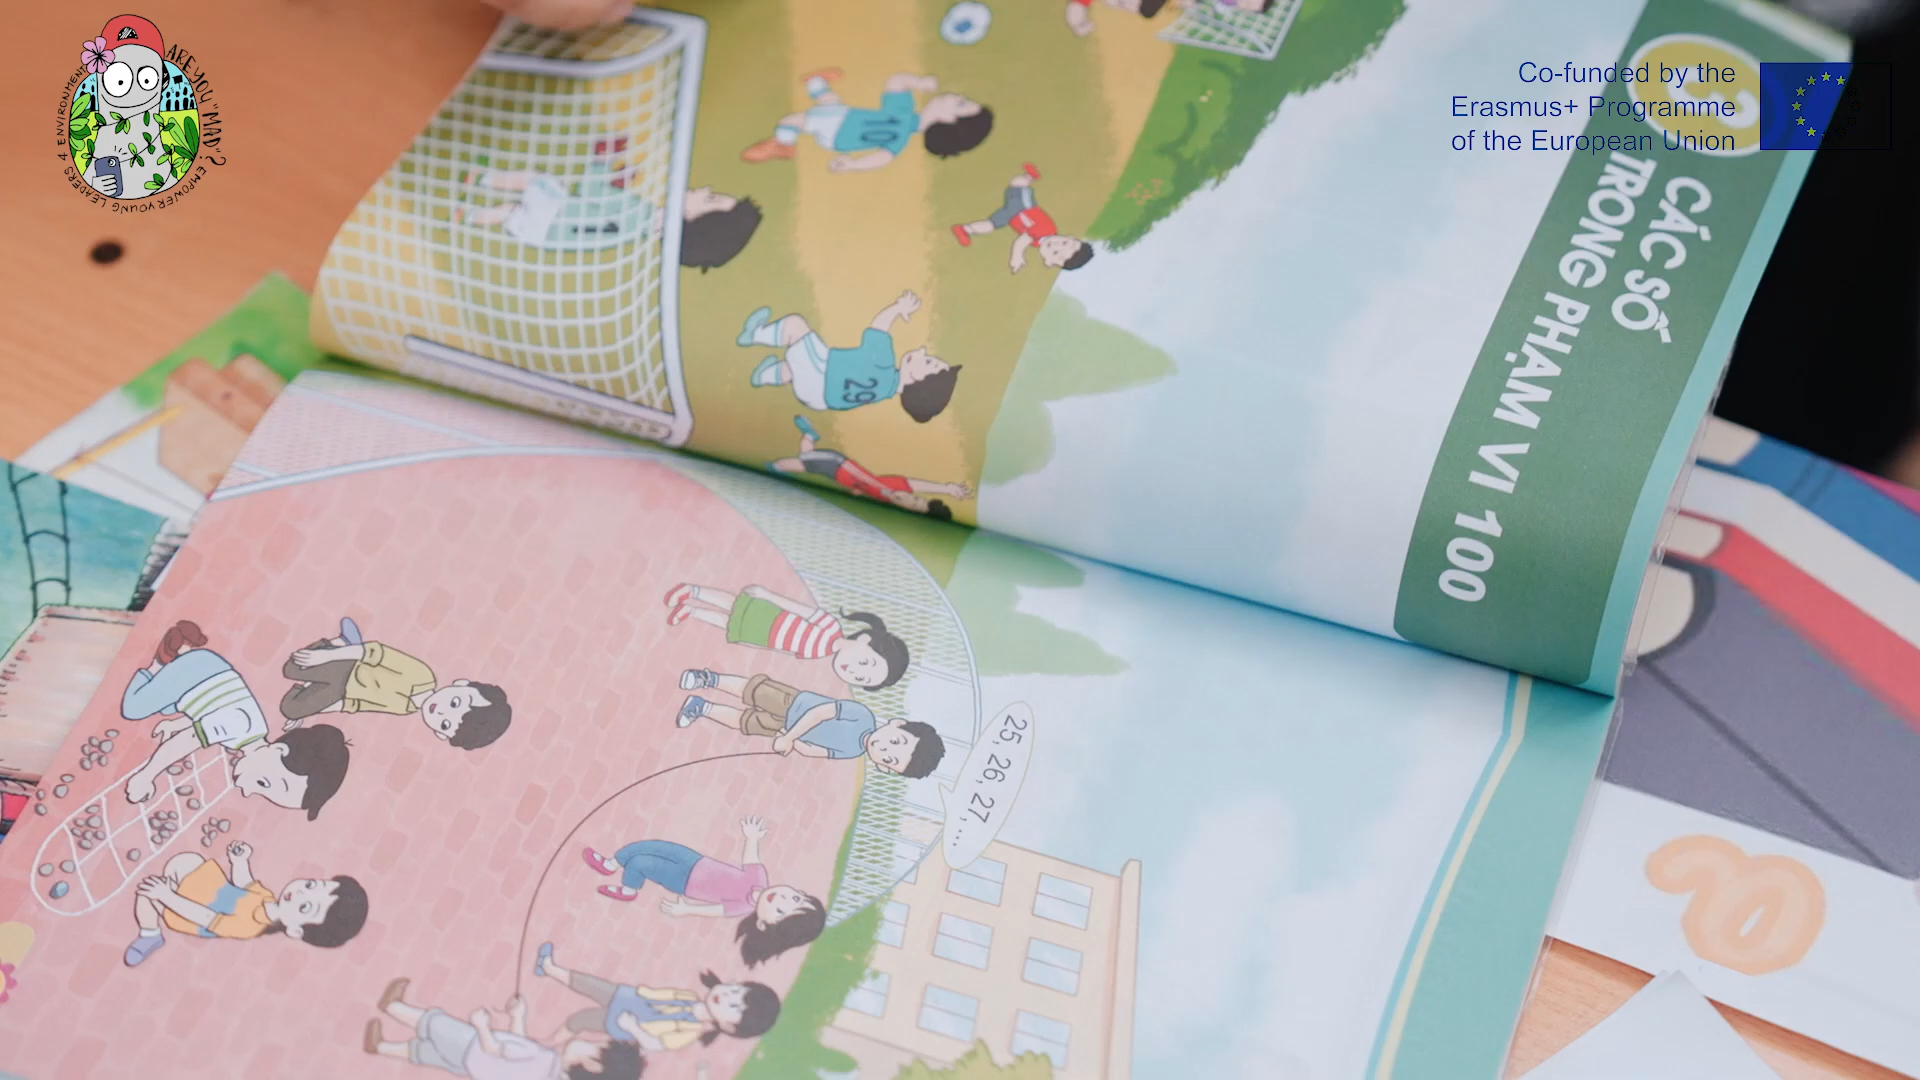 ARE YOU "MAD"?
EMPOWER YOUNG LEADERS 4 ENVIRONMENT
Co-funded by the
Erasmus+ Programme
of the European Union
3
CÁC SỐ
TRONG PHẠM VI 100
10
29
25, 26, 27,...
e